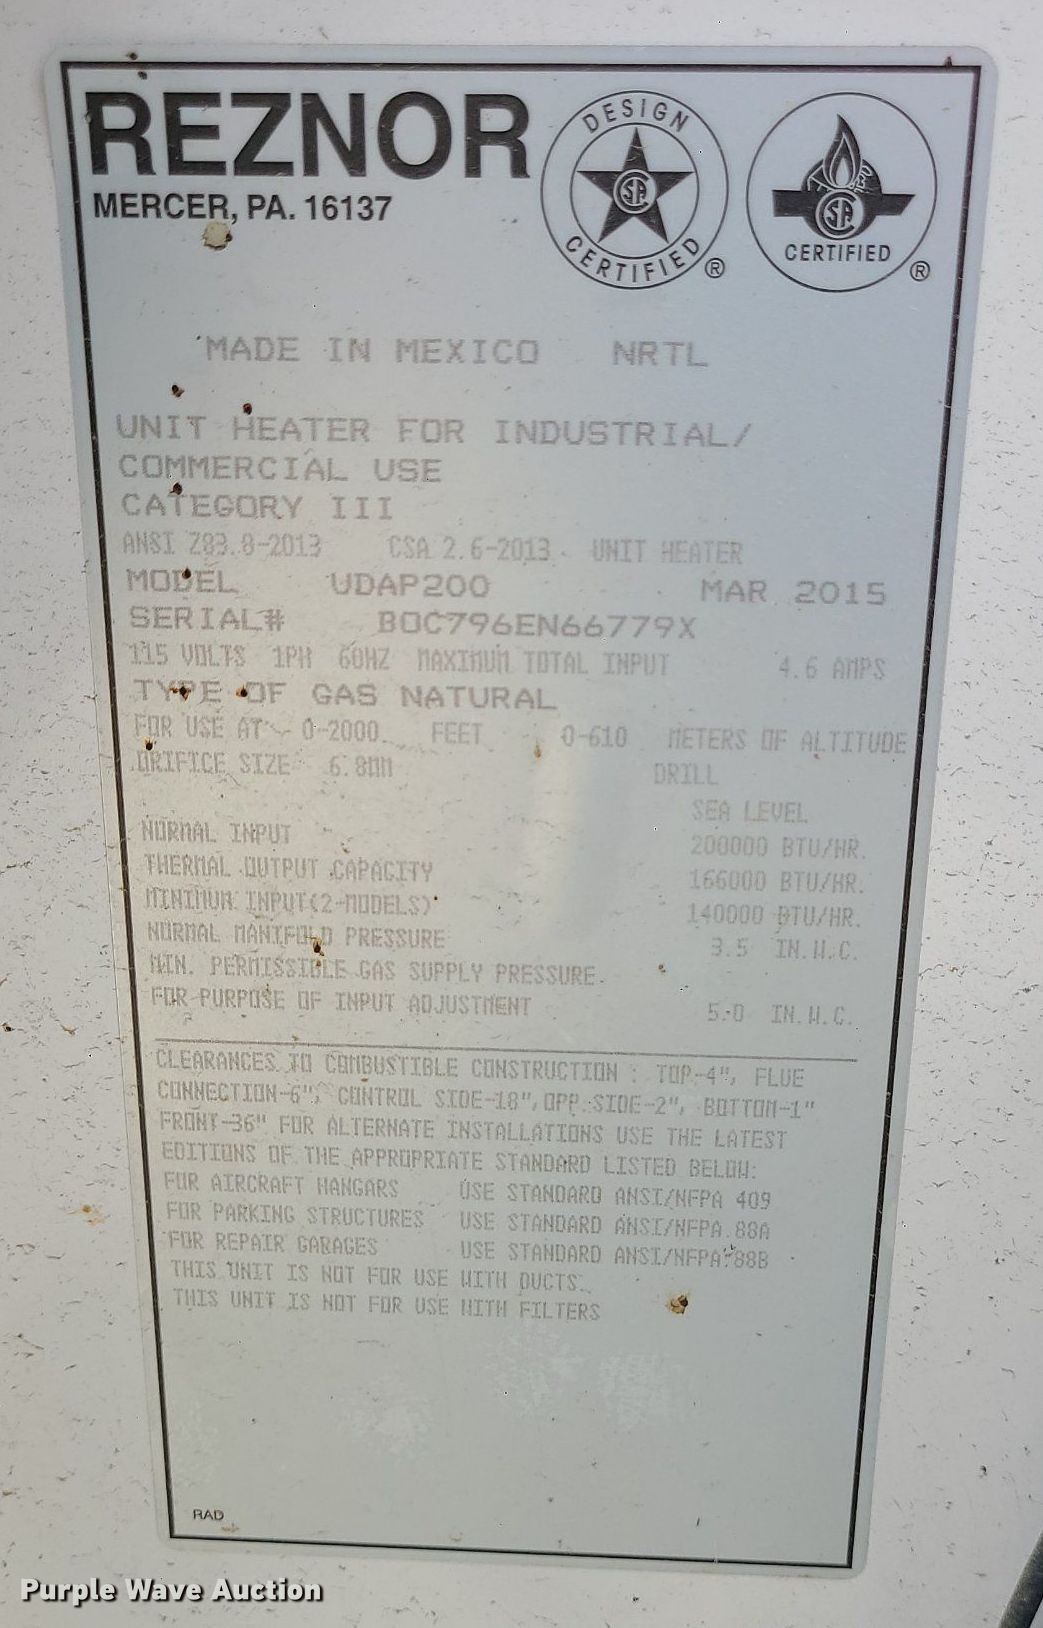 REZNOR
MERCER, PA. 16137
DESIGN CERTIFIED ®
CERTIFIED ®
MADE IN MEXICO NRTL
UNIT HEATER FOR INDUSTRIAL/
COMMERCIAL USE
CATEGORY III
ANSI Z83.8-2013 CSA 2.6-2013 UNIT HEATER
MODEL UDAP200 MAR 2015
SERIAL# BOC796EN66779X
115 VOLTS 1PH 60HZ MAXIMUM TOTAL INPUT 4.6 AMPS
TYPE OF GAS NATURAL
FOR USE AT 0-2000 FEET 0-610 METERS OF ALTITUDE
ORIFICE SIZE 6.8MM DRILL
SEA LEVEL
NORMAL INPUT 200000 BTU/HR.
THERMAL OUTPUT CAPACITY 166000 BTU/HR.
MINIMUM INPUT(2-MODELS) 140000 BTU/HR.
NORMAL MANIFOLD PRESSURE 3.5 IN.W.C.
MIN. PERMISSIBLE GAS SUPPLY PRESSURE
FOR PURPOSE OF INPUT ADJUSTMENT 5.0 IN.W.C.
CLEARANCES TO COMBUSTIBLE CONSTRUCTION : TOP-4", FLUE
CONNECTION-6", CONTROL SIDE-18", OPP. SIDE-2", BOTTOM-1"
FRONT-36" FOR ALTERNATE INSTALLATIONS USE THE LATEST
EDITIONS OF THE APPROPRIATE STANDARD LISTED BELOW:
FOR AIRCRAFT HANGARS USE STANDARD ANSI/NFPA 409
FOR PARKING STRUCTURES USE STANDARD ANSI/NFPA 88A
FOR REPAIR GARAGES USE STANDARD ANSI/NFPA 88B
THIS UNIT IS NOT FOR USE WITH DUCTS.
THIS UNIT IS NOT FOR USE WITH FILTERS
RAD
Purple Wave Auction